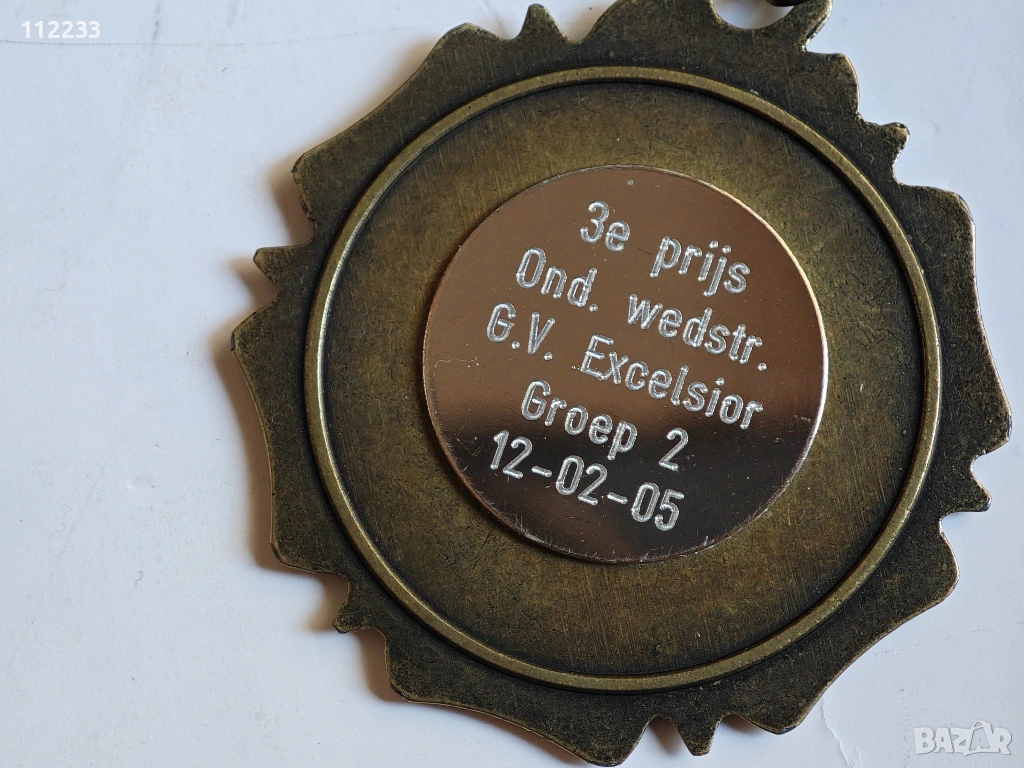 112233
3e prijs
Ond. wedstr.
G.V. Excelsior
Groep 2
12-02-05
BAZAR